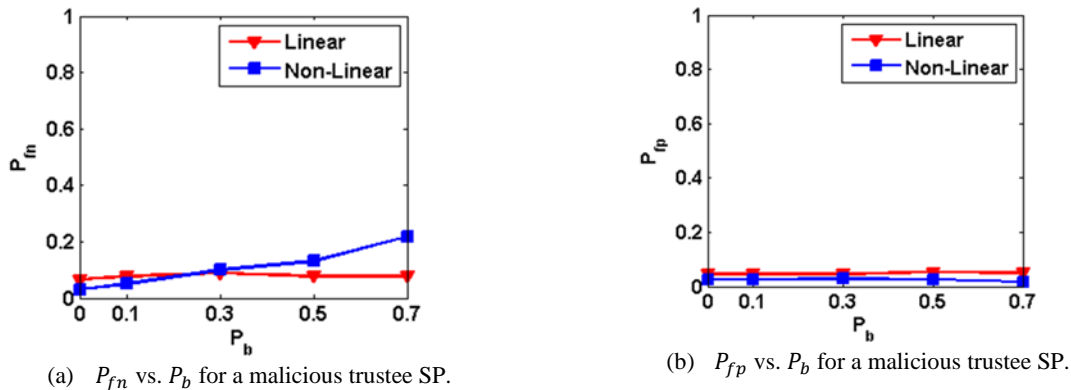 1
0.8
0.6
0.4
0.2
0
P_fn
0 0.1 0.3 0.5 0.7
P_b
Linear
Non-Linear
(a) P_fn vs. P_b for a malicious trustee SP.
1
0.8
0.6
0.4
0.2
0
P_fp
0 0.1 0.3 0.5 0.7
P_b
Linear
Non-Linear
(b) P_fp vs. P_b for a malicious trustee SP.